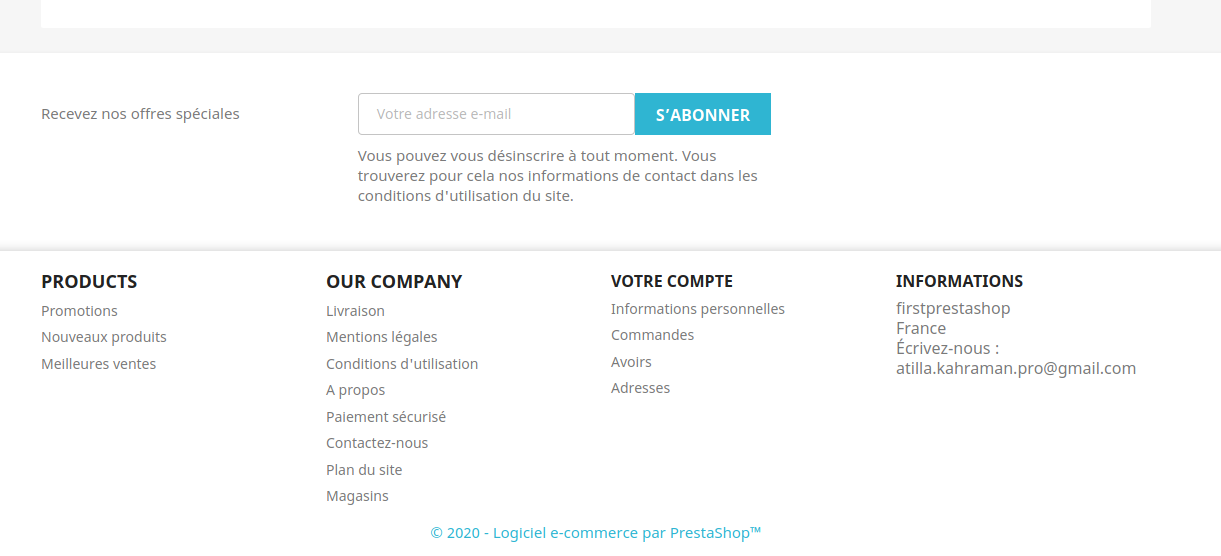 Recevez nos offres spéciales
Votre adresse e-mail
S’ABONNER
Vous pouvez vous désinscrire à tout moment. Vous
trouverez pour cela nos informations de contact dans les
conditions d'utilisation du site.
PRODUCTS
Promotions
Nouveaux produits
Meilleures ventes
OUR COMPANY
Livraison
Mentions légales
Conditions d'utilisation
A propos
Paiement sécurisé
Contactez-nous
Plan du site
Magasins
VOTRE COMPTE
Informations personnelles
Commandes
Avoirs
Adresses
INFORMATIONS
firstprestashop
France
Écrivez-nous :
atilla.kahraman.pro@gmail.com
© 2020 - Logiciel e-commerce par PrestaShop™